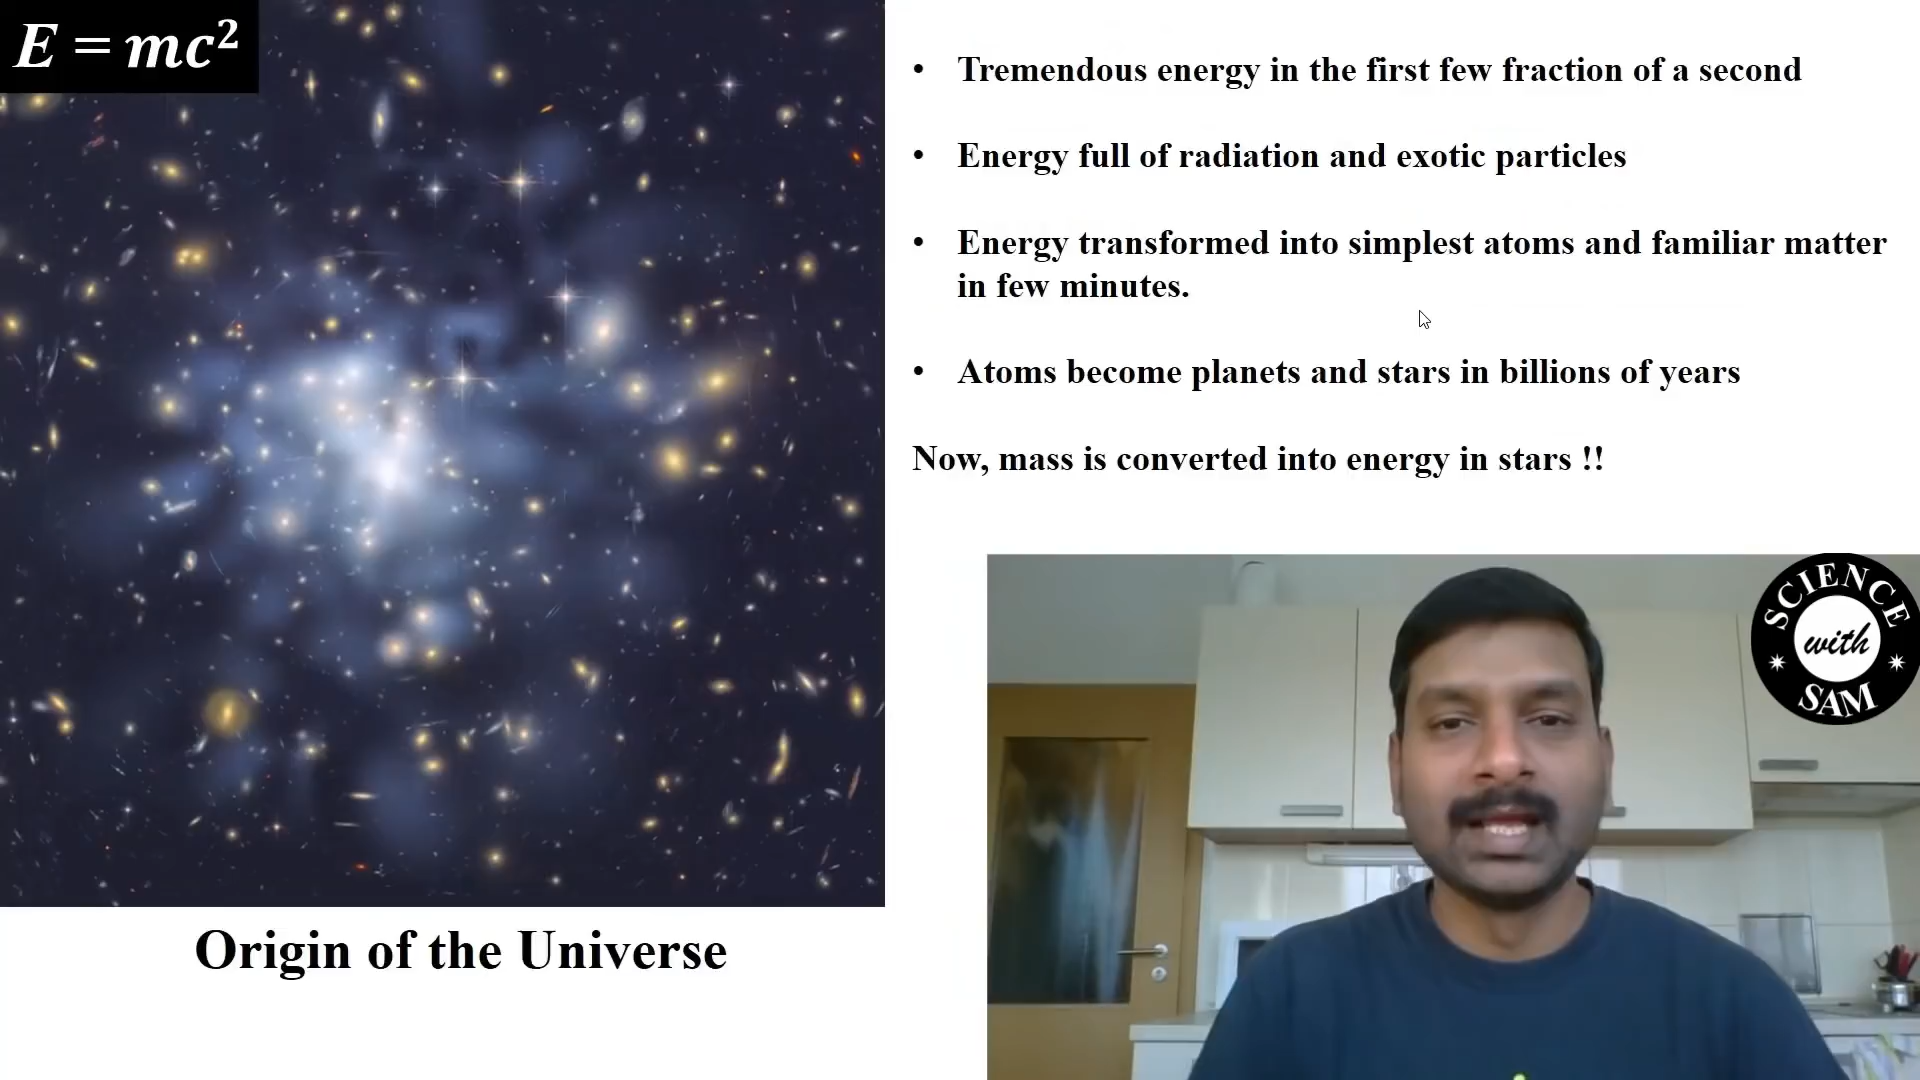 E = mc²
• Tremendous energy in the first few fraction of a second
• Energy full of radiation and exotic particles
• Energy transformed into simplest atoms and familiar matter
in few minutes.
• Atoms become planets and stars in billions of years
Now, mass is converted into energy in stars !!
SCIENCE
with
SAM
Origin of the Universe